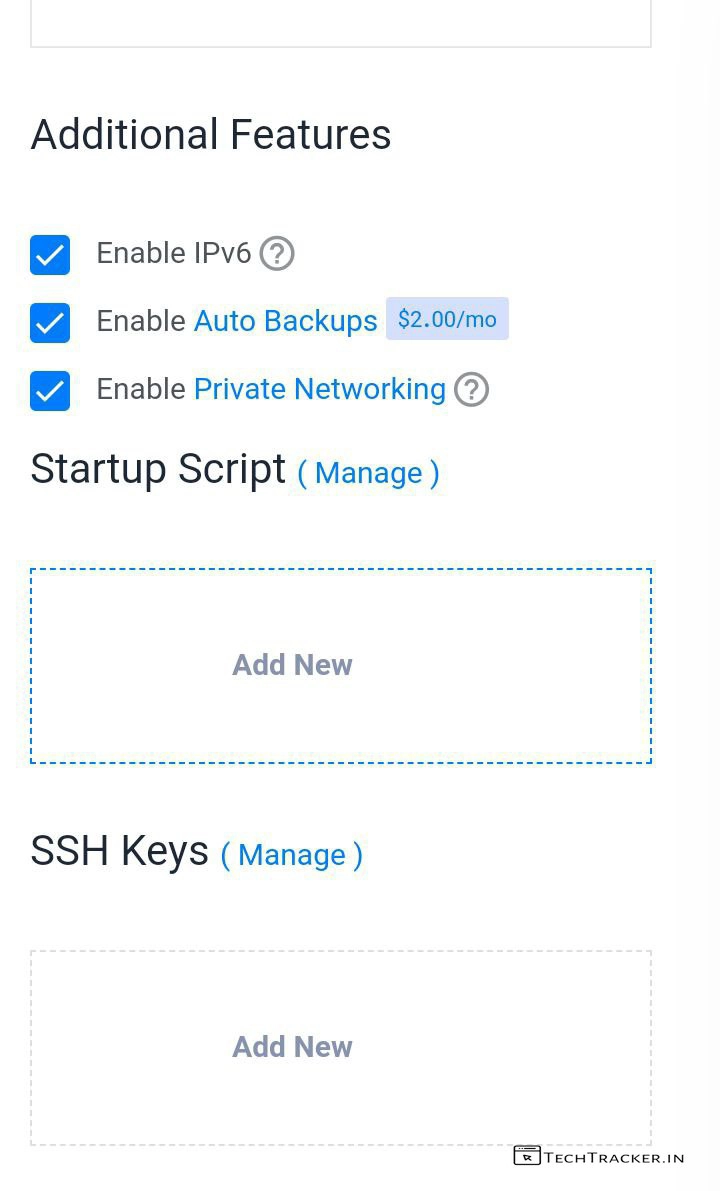 Additional Features
Enable IPv6 ?
Enable Auto Backups $2.00/mo
Enable Private Networking ?
Startup Script ( Manage )
Add New
SSH Keys ( Manage )
Add New
TECHTRACKER.IN